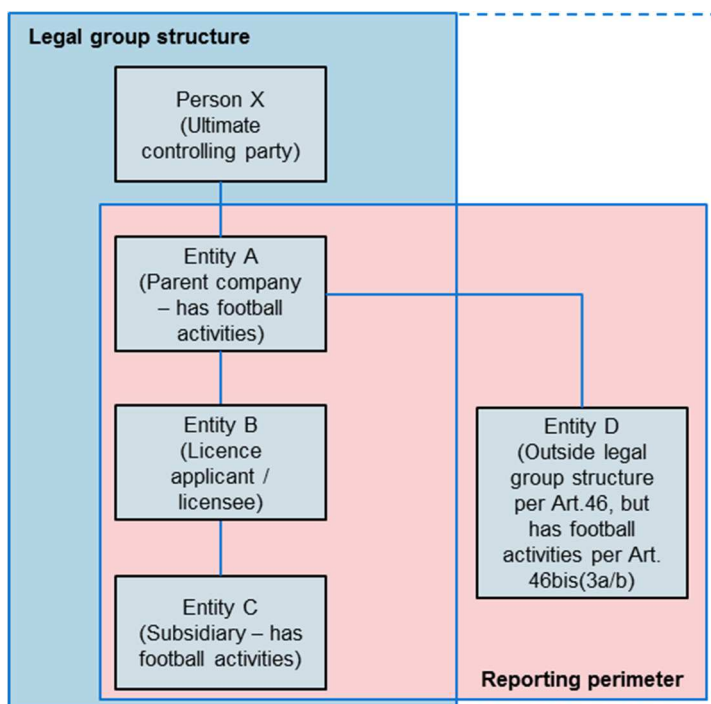 Legal group structure
Person X
(Ultimate
controlling party)
Entity A
(Parent company
– has football
activities)
Entity B
(Licence
applicant /
licensee)
Entity C
(Subsidiary – has
football activities)
Entity D
(Outside legal
group structure
per Art.46, but
has football
activities per Art.
46bis(3a/b)
Reporting perimeter